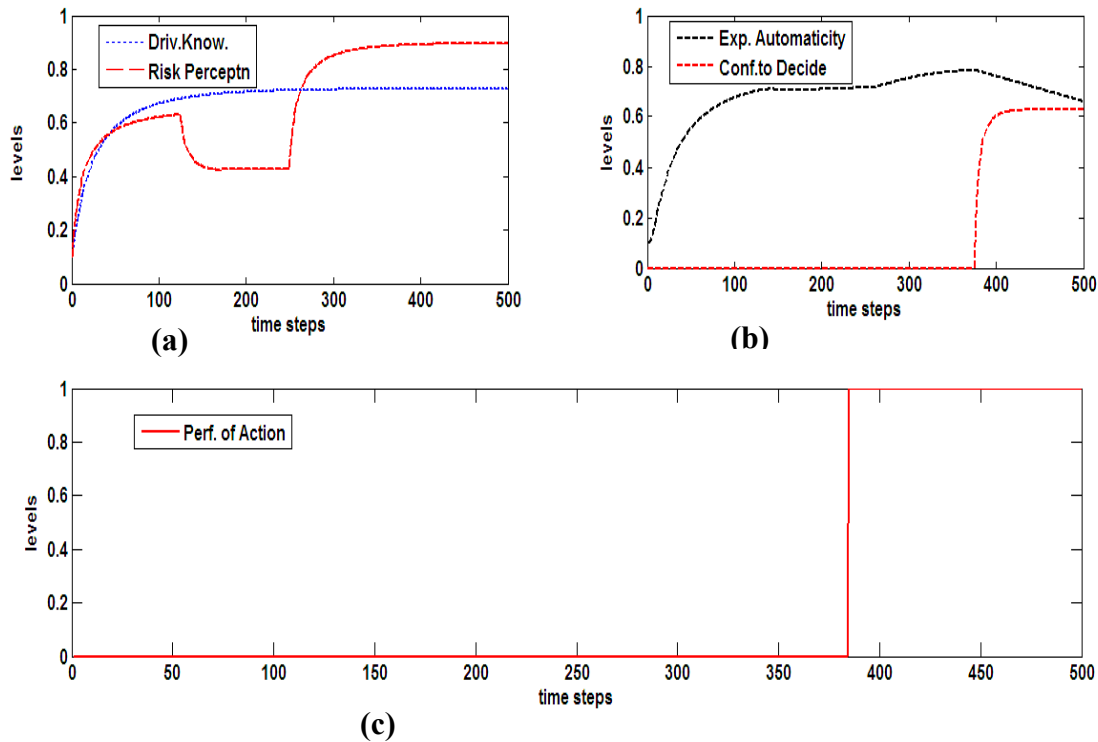 1
0.8
0.6
0.4
0.2
0
levels
Driv.Know.
Risk Perceptn
0 100 200 300 400 500
time steps
(a)
1
0.8
0.6
0.4
0.2
0
levels
Exp. Automaticity
Conf.to Decide
0 100 200 300 400 500
time steps
(b)
1
0.8
0.6
0.4
0.2
0
levels
Perf. of Action
0 50 100 150 200 250 300 350 400 450 500
time steps
(c)